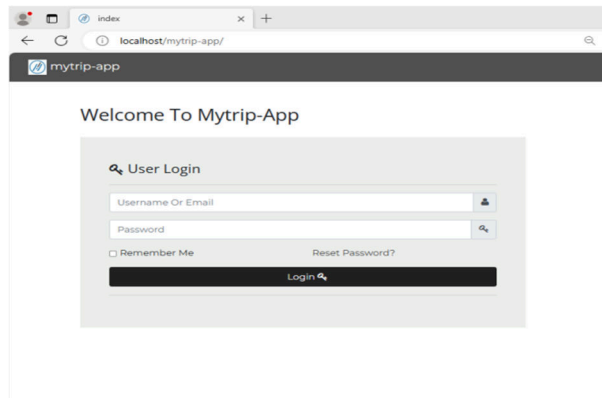 index
localhost/mytrip-app/
mytrip-app
Welcome To Mytrip-App
User Login
Username Or Email
Password
Remember Me Reset Password?
Login